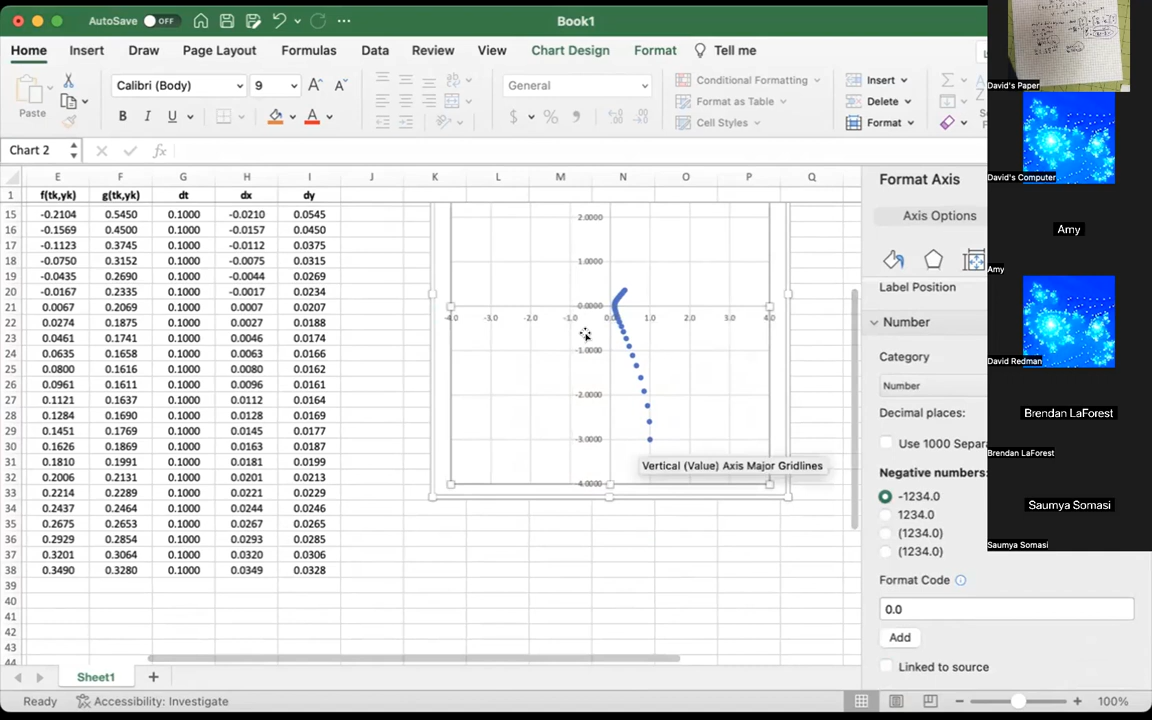 AutoSave OFF Book1
Home Insert Draw Page Layout Formulas Data Review View Chart Design Format Tell me
Paste Calibri (Body) 9 General Conditional Formatting Insert
B I U A $ % Format as Table Delete
Cell Styles Format
Chart 2 fx
E F G H I J K L M N O P Q
1 f(tk,yk) g(tk,yk) dt dx dy
15 -0.2104 0.5450 0.1000 -0.0210 0.0545
16 -0.1569 0.4500 0.1000 -0.0157 0.0450
17 -0.1123 0.3745 0.1000 -0.0112 0.0375
18 -0.0750 0.3152 0.1000 -0.0075 0.0315
19 -0.0435 0.2690 0.1000 -0.0044 0.0269
20 -0.0167 0.2335 0.1000 -0.0017 0.0234
21 0.0067 0.2069 0.1000 0.0007 0.0207
22 0.0274 0.1875 0.1000 0.0027 0.0188
23 0.0461 0.1741 0.1000 0.0046 0.0174
24 0.0635 0.1658 0.1000 0.0063 0.0166
25 0.0800 0.1616 0.1000 0.0080 0.0162
26 0.0961 0.1611 0.1000 0.0096 0.0161
27 0.1121 0.1637 0.1000 0.0112 0.0164
28 0.1284 0.1690 0.1000 0.0128 0.0169
29 0.1451 0.1769 0.1000 0.0145 0.0177
30 0.1626 0.1869 0.1000 0.0163 0.0187
31 0.1810 0.1991 0.1000 0.0181 0.0199
32 0.2006 0.2131 0.1000 0.0201 0.0213
33 0.2214 0.2289 0.1000 0.0221 0.0229
34 0.2437 0.2464 0.1000 0.0244 0.0246
35 0.2675 0.2653 0.1000 0.0267 0.0265
36 0.2929 0.2854 0.1000 0.0293 0.0285
37 0.3201 0.3064 0.1000 0.0320 0.0306
38 0.3490 0.3280 0.1000 0.0349 0.0328
39
40
41
42
43
44
2.0000
1.0000
0.0000
-4.0 -3.0 -2.0 -1.0 0.0 1.0 2.0 3.0 4.0
-1.0000
-2.0000
-3.0000
-4.0000
Vertical (Value) Axis Major Gridlines
Format Axis
Axis Options
Label Position
Number
Category
Number
Decimal places:
Use 1000 Separa
Negative numbers:
-1234.0
1234.0
(1234.0)
(1234.0)
Format Code
0.0
Add
Linked to source
David's Paper
David's Computer
Amy
Amy
David Redman
Brendan LaForest
Brendan LaForest
Saumya Somasi
Saumya Somasi
Sheet1
Ready Accessibility: Investigate 100%